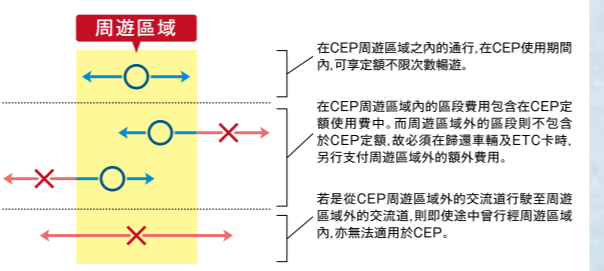 周遊區域
在CEP周遊區域之內的通行,在CEP使用期間
內,可享定額不限次數暢遊。
在CEP周遊區域內的區段費用包含在CEP定
額使用費中。而周遊區域外的區段則不包含
於CEP定額,故必須在歸還車輛及ETC卡時,
另行支付周遊區域外的額外費用。
若是從CEP周遊區域外的交流道行駛至周遊
區域外的交流道,則即使途中曾行經周遊區域
內,亦無法適用於CEP。